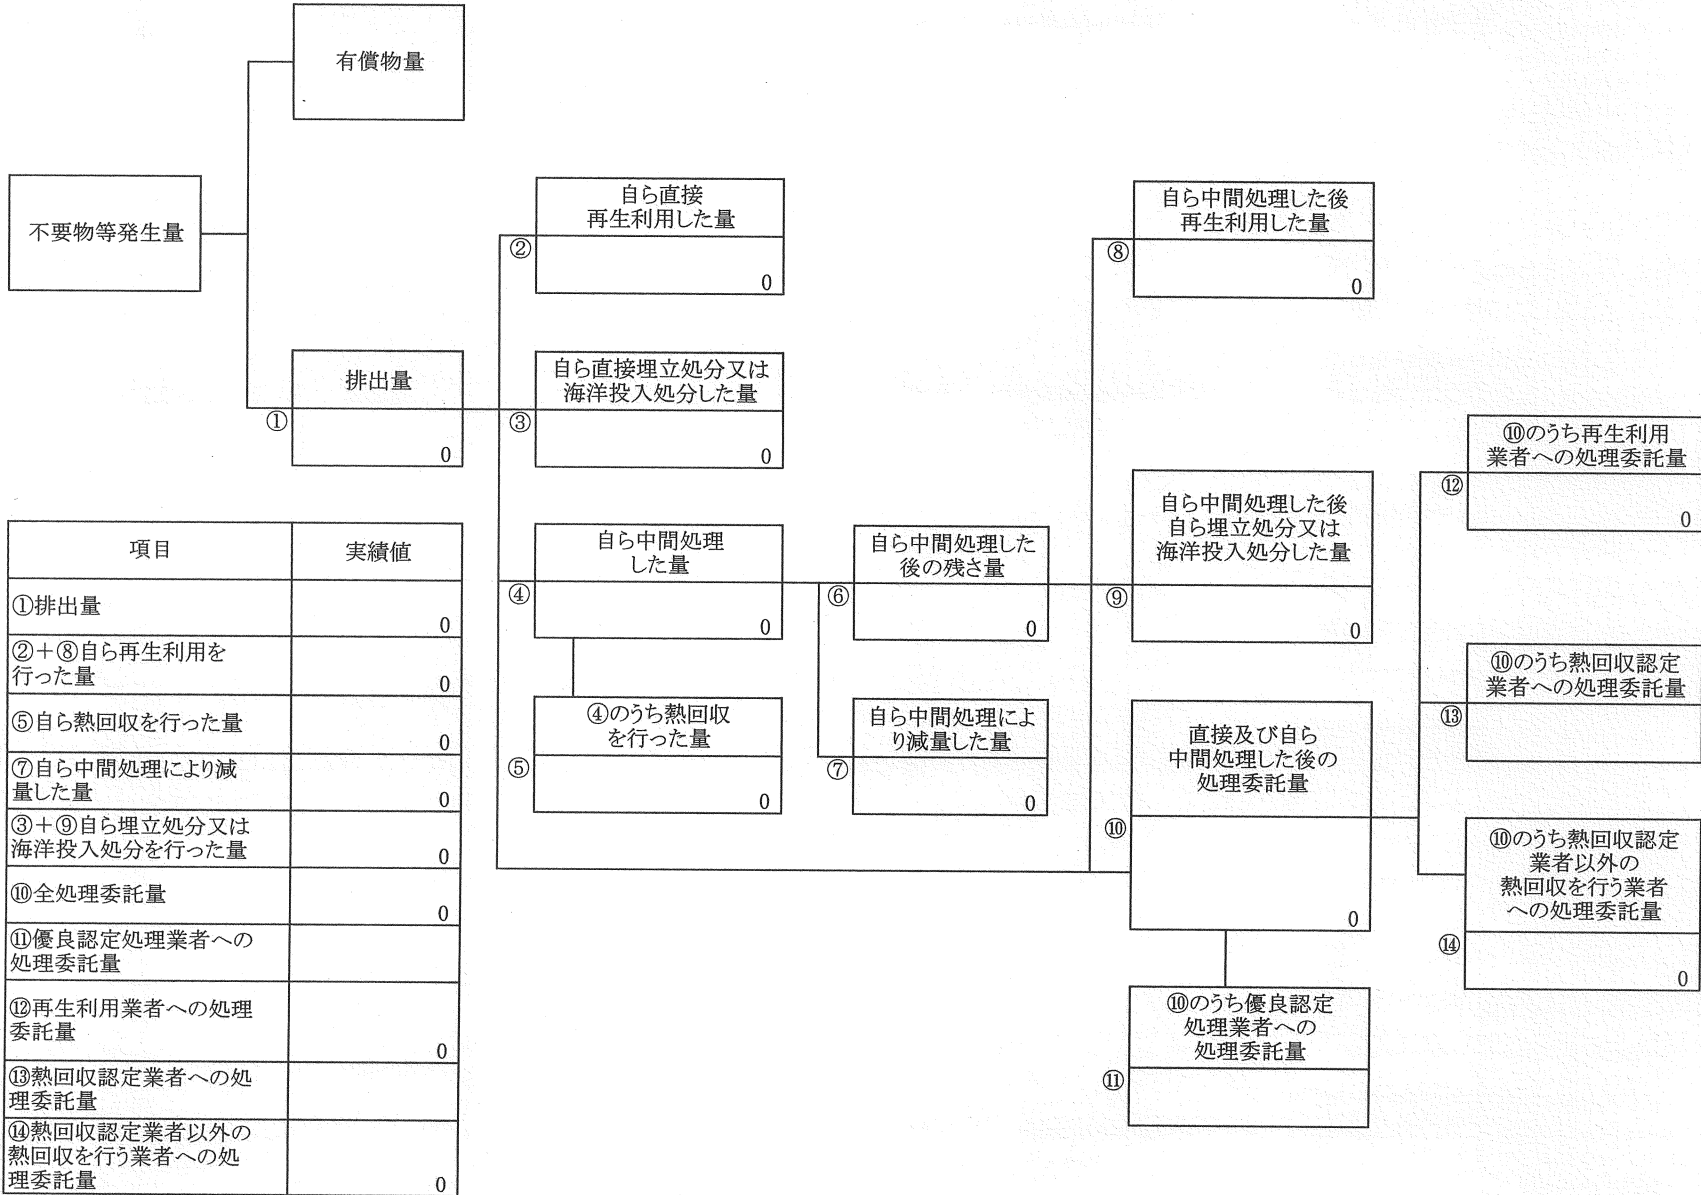 有償物量
不要物等発生量
排出量
①
0
自ら直接
再生利用した量
②
0
自ら直接埋立処分又は
海洋投入処分した量
③
0
自ら中間処理
した量
④
0
④のうち熱回収
を行った量
⑤
0
自ら中間処理した
後の残さ量
⑥
0
自ら中間処理によ
り減量した量
⑦
0
自ら中間処理した後
再生利用した量
⑧
0
自ら中間処理した後
自ら埋立処分又は
海洋投入処分した量
⑨
0
直接及び自ら
中間処理した後の
処理委託量
⑩
0
⑩のうち優良認定
処理業者への
処理委託量
⑪
⑩のうち再生利用
業者への処理委託量
⑫
0
⑩のうち熱回収認定
業者への処理委託量
⑬
⑩のうち熱回収認定
業者以外の
熱回収を行う業者
への処理委託量
⑭
0
項目 実績値
①排出量
0
②+⑧自ら再生利用を
行った量
0
⑤自ら熱回収を行った量
0
⑦自ら中間処理により減
量した量
0
③+⑨自ら埋立処分又は
海洋投入処分を行った量
0
⑩全処理委託量
0
⑪優良認定処理業者への
処理委託量
⑫再生利用業者への処理
委託量
0
⑬熱回収認定業者への処
理委託量
⑭熱回収認定業者以外の
熱回収を行う業者への処
理委託量
0